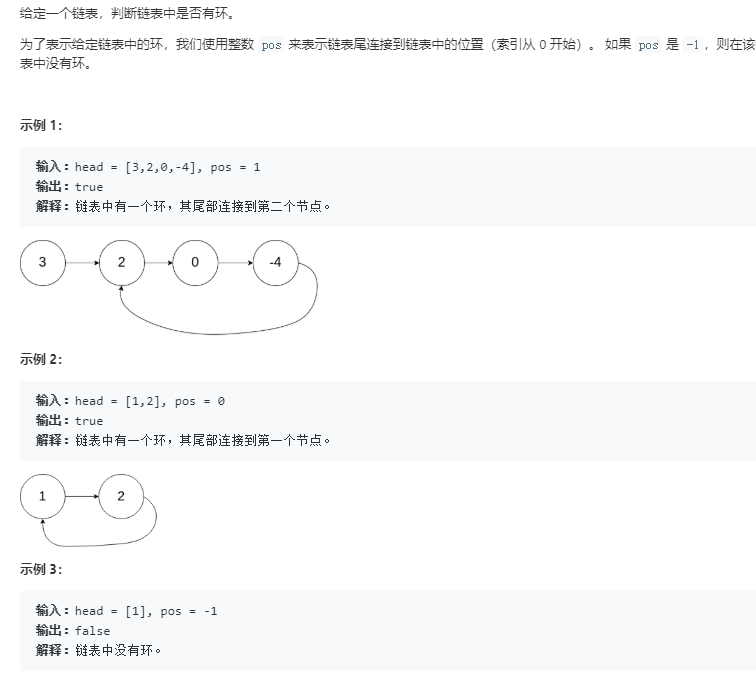 给定一个链表，判断链表中是否有环。
为了表示给定链表中的环，我们使用整数 pos 来表示链表尾连接到链表中的位置（索引从 0 开始）。 如果 pos 是 -1，则在该
表中没有环。
示例 1：
输入：head = [3,2,0,-4], pos = 1
输出：true
解释：链表中有一个环，其尾部连接到第二个节点。
3 2 0 -4
示例 2：
输入：head = [1,2], pos = 0
输出：true
解释：链表中有一个环，其尾部连接到第一个节点。
1 2
示例 3：
输入：head = [1], pos = -1
输出：false
解释：链表中没有环。